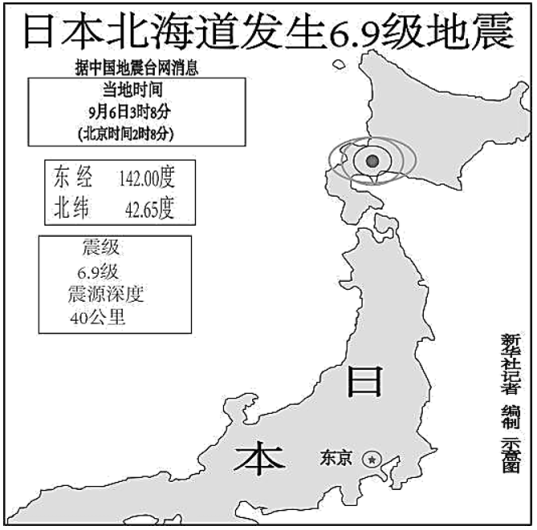 日本北海道发生6.9级地震
据中国地震台网消息
当地时间
9月6日3时8分
(北京时间2时8分)
东经 142.00度
北纬 42.65度
震级
6.9级
震源深度
40公里
日
本
东京
新华社记者 编制 示意图